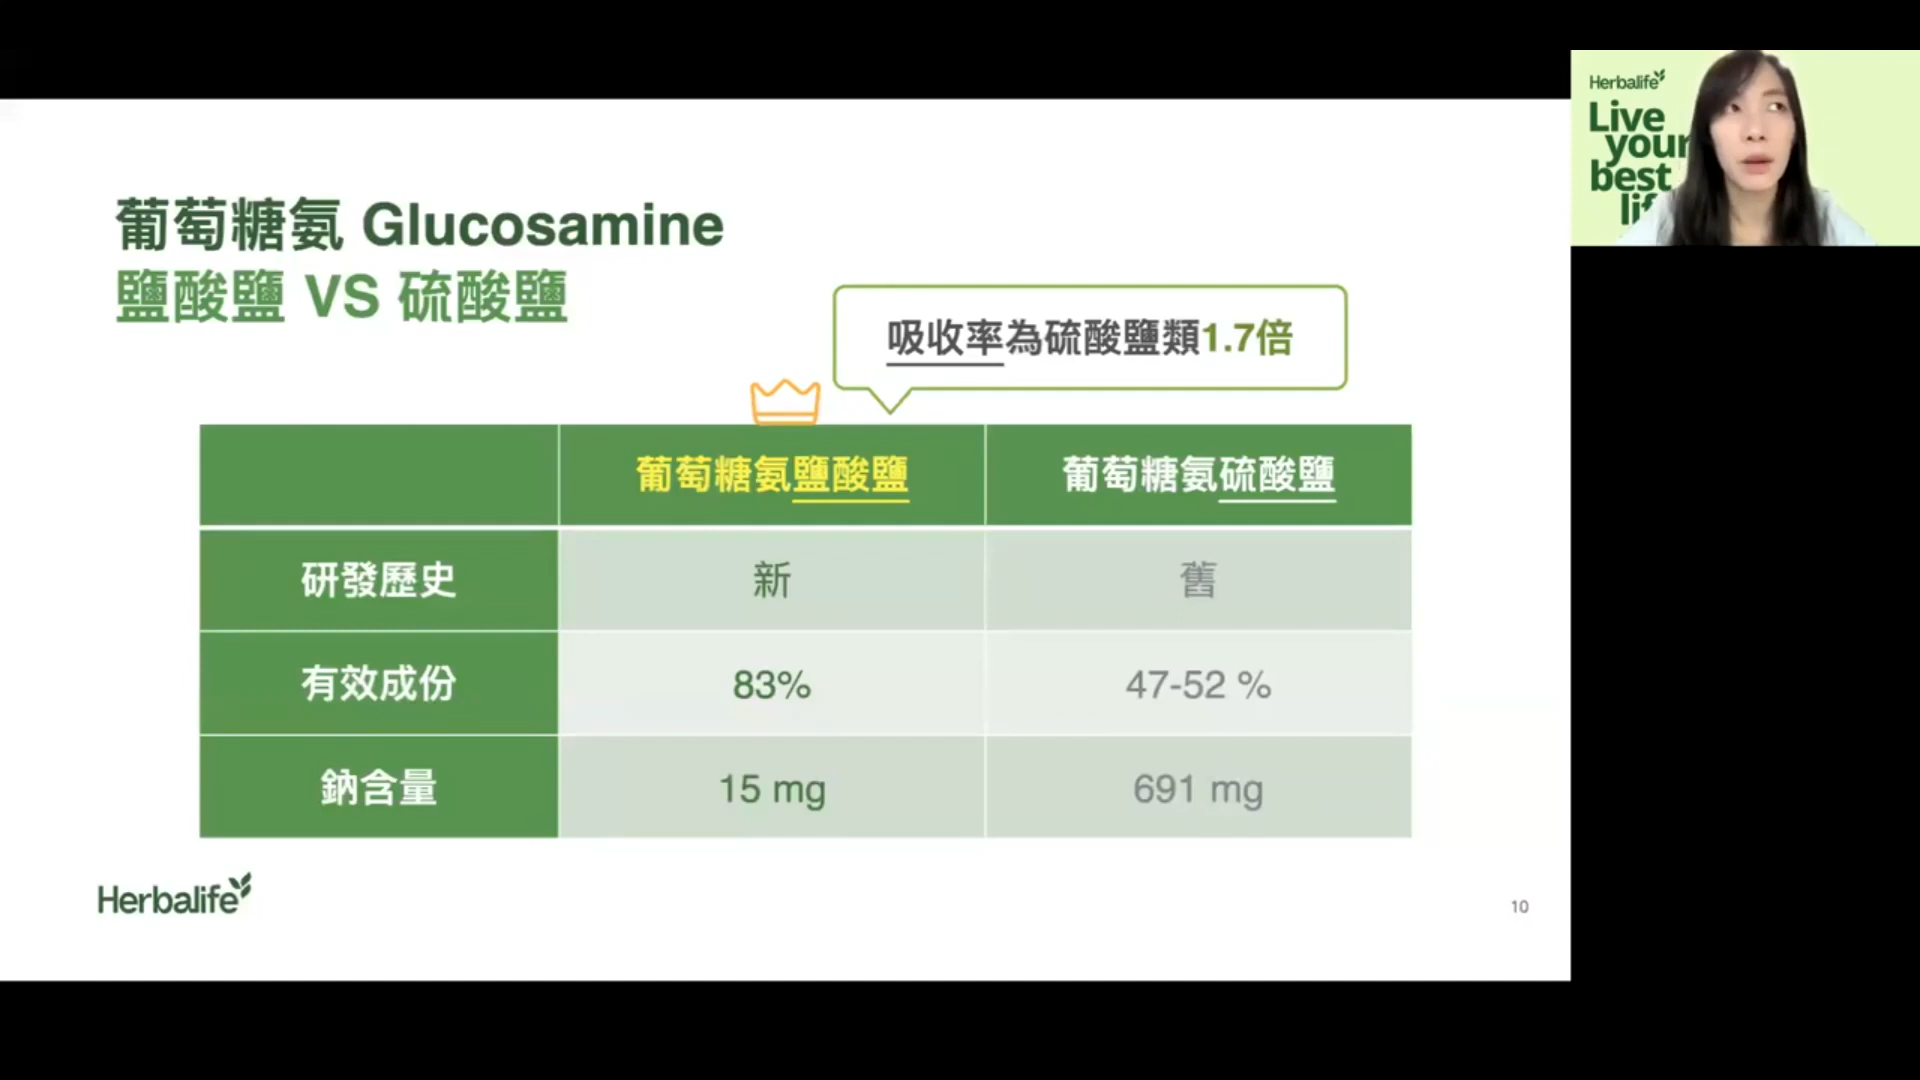 葡萄糖氨 Glucosamine
鹽酸鹽 VS 硫酸鹽
吸收率為硫酸鹽類1.7倍
葡萄糖氨鹽酸鹽 葡萄糖氨硫酸鹽
研發歷史 新 舊
有效成份 83% 47-52 %
鈉含量 15 mg 691 mg
Herbalife
10
Herbalife
Live
your
best
lif